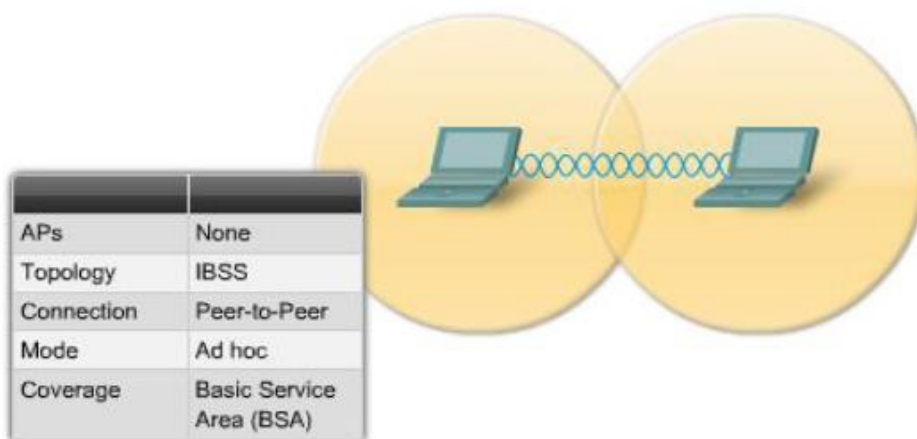 APs None
Topology IBSS
Connection Peer-to-Peer
Mode Ad hoc
Coverage Basic Service
Area (BSA)